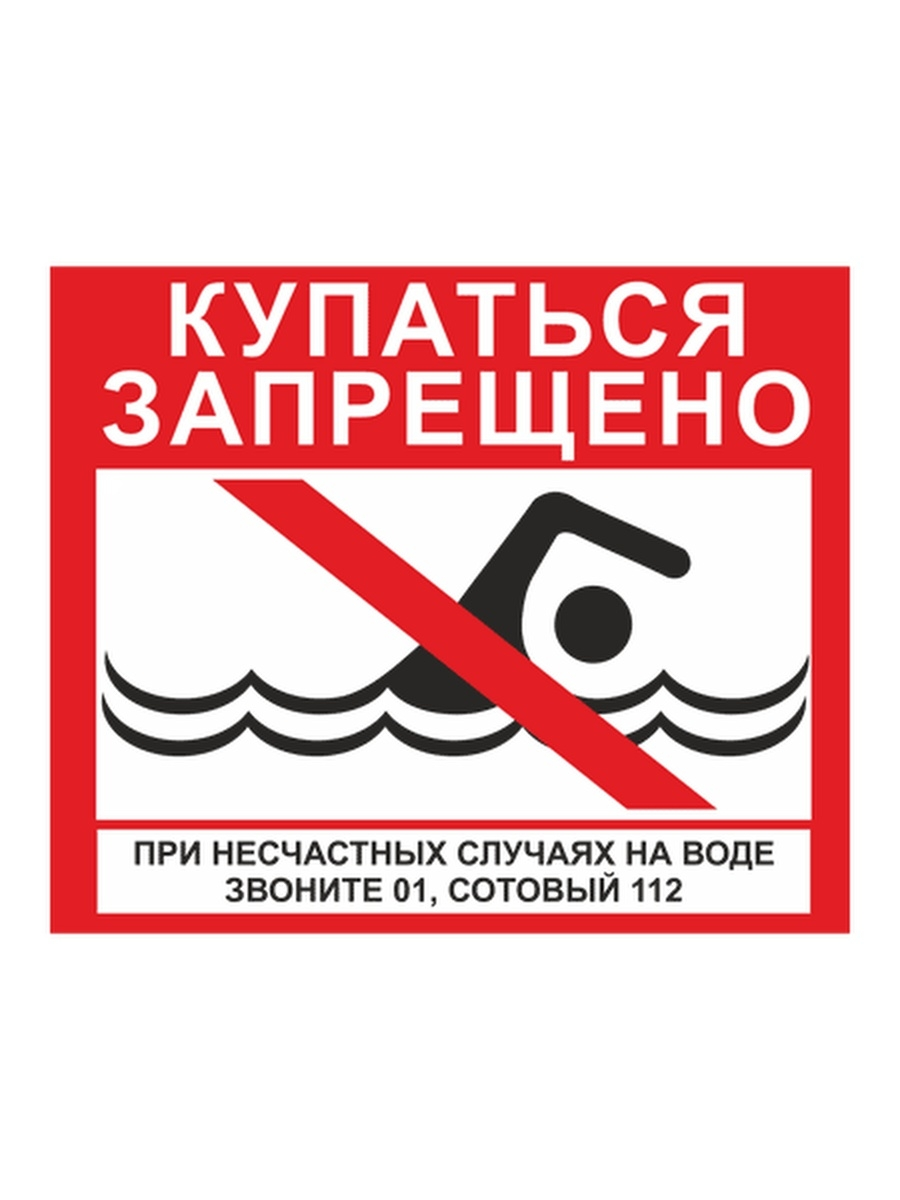 КУПАТЬСЯ
ЗАПРЕЩЕНО
ПРИ НЕСЧАСТНЫХ СЛУЧАЯХ НА ВОДЕ
ЗВОНИТЕ 01, СОТОВЫЙ 112